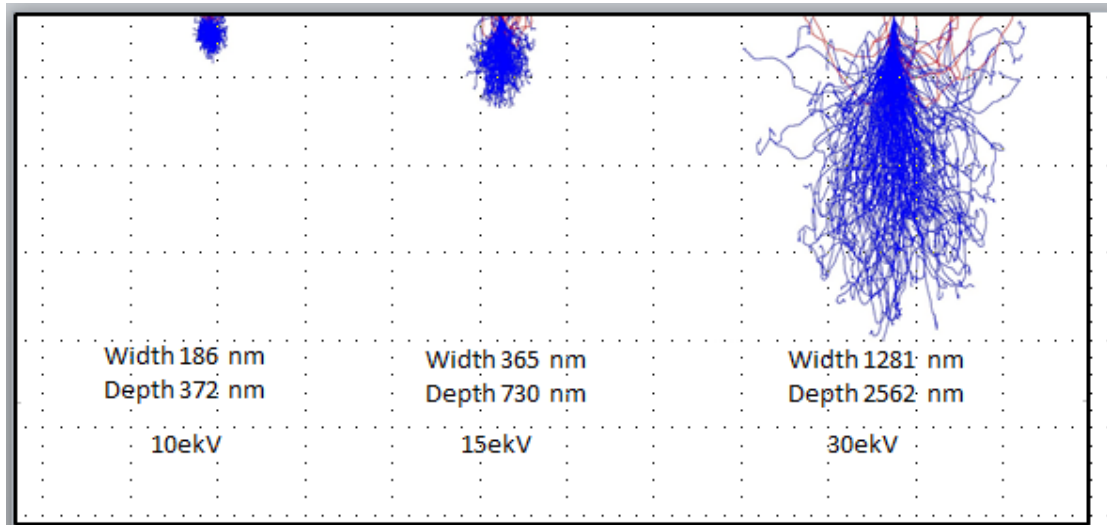 Width 186 nm
Depth 372 nm
10ekV
Width 365 nm
Depth 730 nm
15ekV
Width 1281 nm
Depth 2562 nm
30ekV